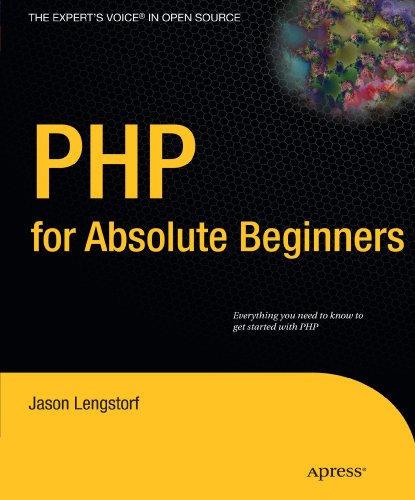 THE EXPERT'S VOICE® IN OPEN SOURCE
PHP
for Absolute Beginners
Everything you need to know to
get started with PHP
Jason Lengstorf
Apress®